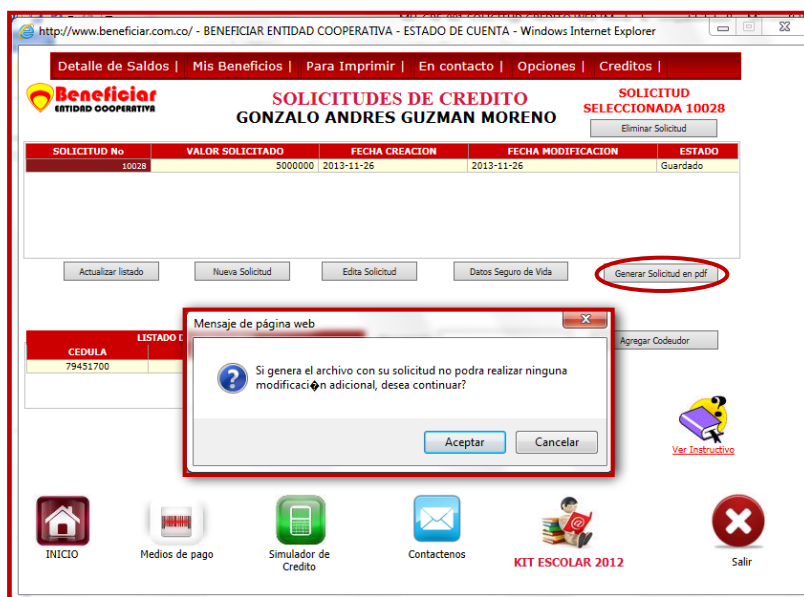 http://www.beneficiar.com.co/ - BENEFICIAR ENTIDAD COOPERATIVA - ESTADO DE CUENTA - Windows Internet Explorer
Detalle de Saldos | Mis Beneficios | Para Imprimir | En contacto | Opciones | Creditos |
Beneficiar
ENTIDAD COOPERATIVA
SOLICITUDES DE CREDITO
GONZALO ANDRES GUZMAN MORENO
SOLICITUD
SELECCIONADA 10028
Eliminar Solicitud
SOLICITUD No VALOR SOLICITADO FECHA CREACION FECHA MODIFICACION ESTADO
10028 5000000 2013-11-26 2013-11-26 Guardado
Actualizar listado Nueva Solicitud Edita Solicitud Datos Seguro de Vida Generar Solicitud en pdf
Mensaje de página web
LISTADO Agregar Codeudor
CEDULA
79451700
Si genera el archivo con su solicitud no podra realizar ninguna
modificaci�n adicional, desea continuar?
Aceptar Cancelar
Ver Instructivo
INICIO Medios de pago Simulador de Credito Contactenos KIT ESCOLAR 2012 Salir